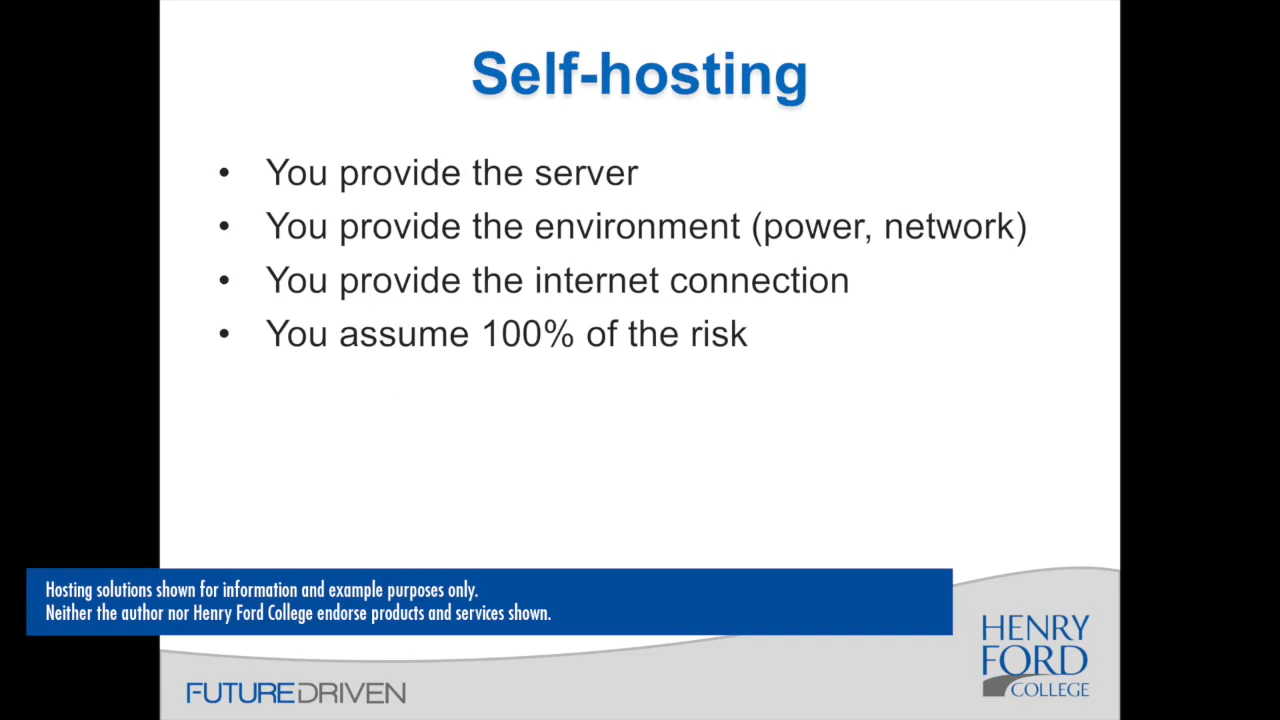 Self-hosting
• You provide the server
• You provide the environment (power, network)
• You provide the internet connection
• You assume 100% of the risk
Hosting solutions shown for information and example purposes only.
Neither the author nor Henry Ford College endorse products and services shown.
FUTUREDRIVEN
HENRY
FORD
COLLEGE